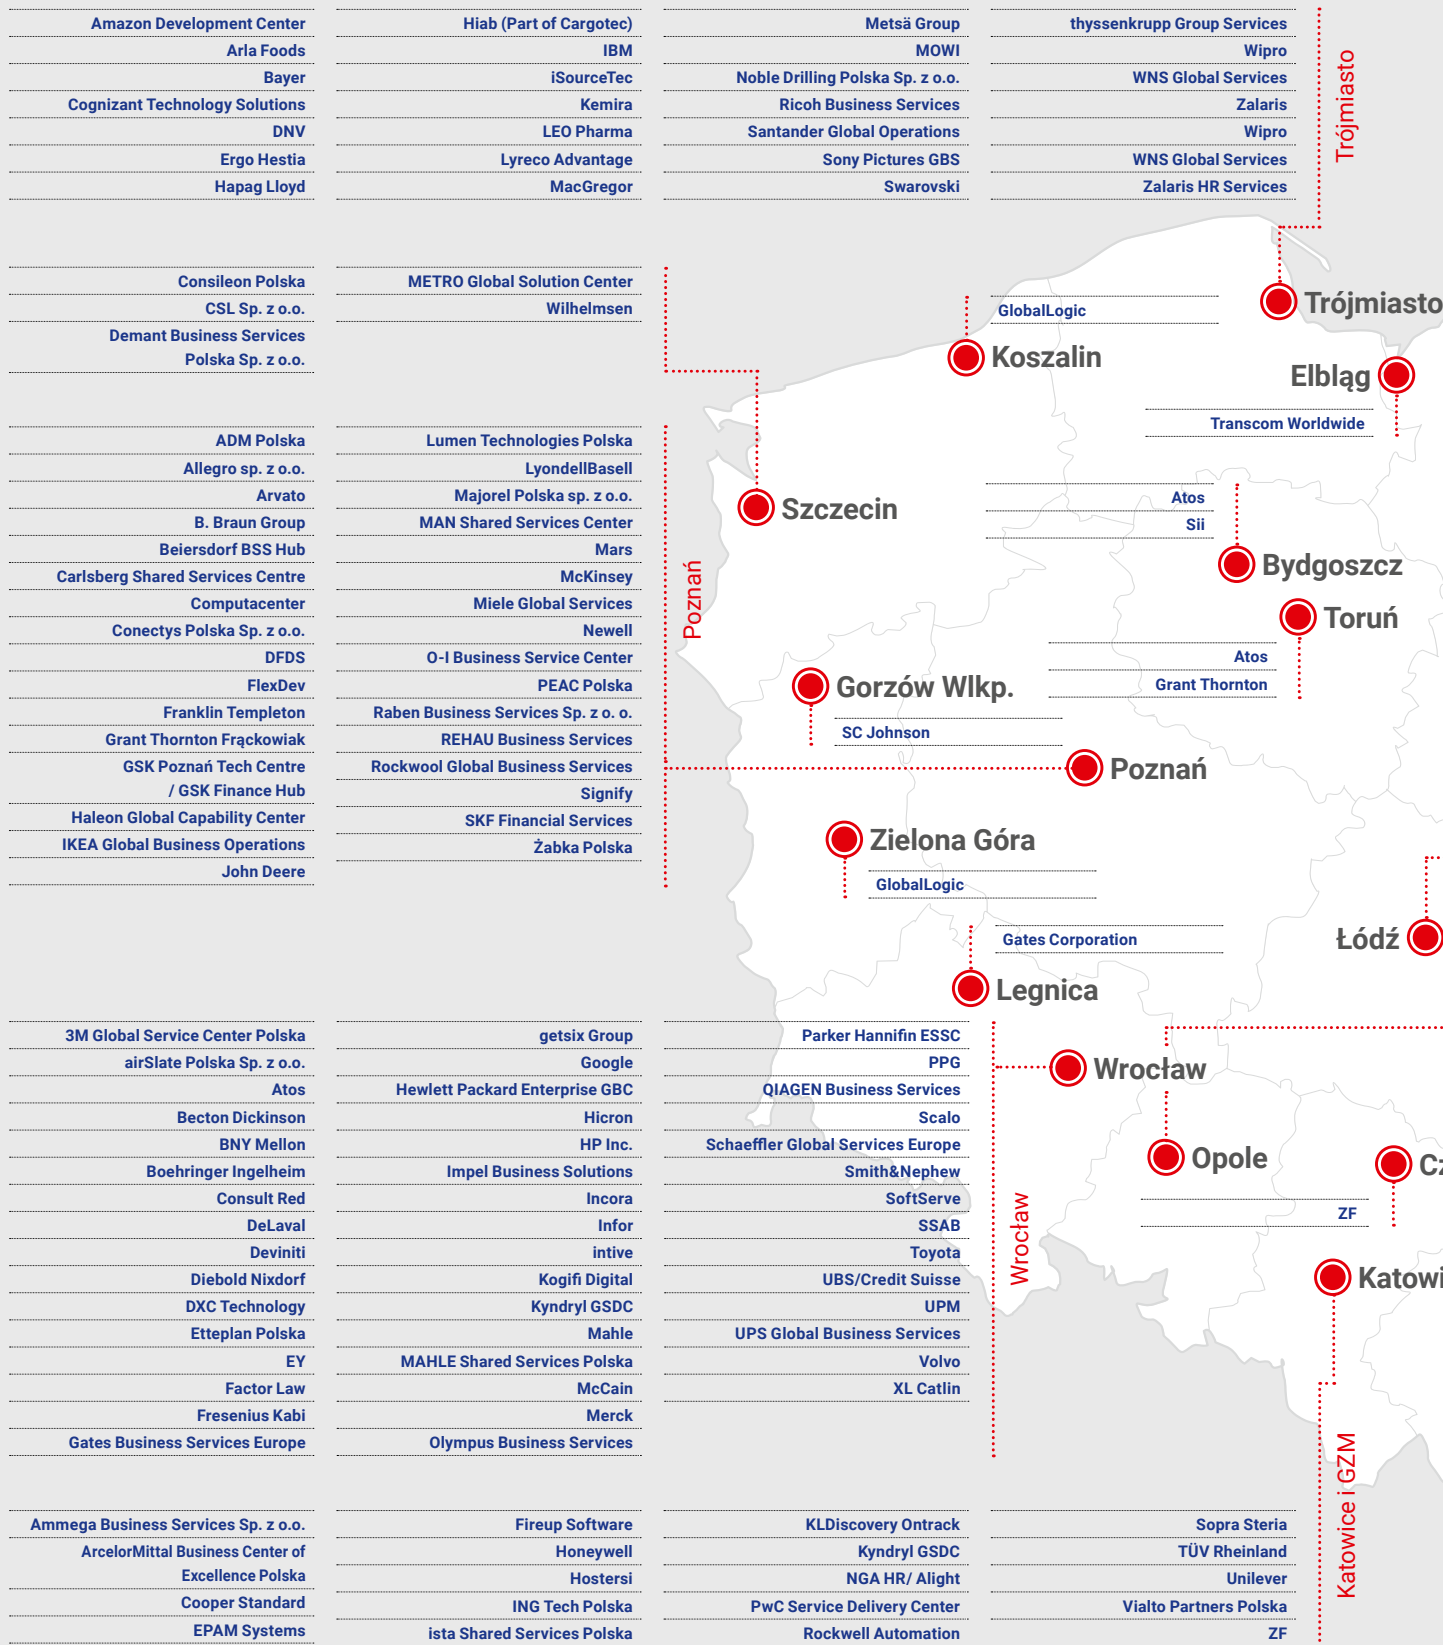 Amazon Development Center
Arla Foods
Bayer
Cognizant Technology Solutions
DNV
Ergo Hestia
Hapag Lloyd
Hiab (Part of Cargotec)
IBM
iSourceTec
Kemira
LEO Pharma
Lyreco Advantage
MacGregor
Metsä Group
MOWI
Noble Drilling Polska Sp. z o.o.
Ricoh Business Services
Santander Global Operations
Sony Pictures GBS
Swarovski
thyssenkrupp Group Services
Wipro
WNS Global Services
Zalaris
Wipro
WNS Global Services
Zalaris HR Services
Trójmiasto
Consileon Polska
CSL Sp. z o.o.
Demant Business Services
Polska Sp. z o.o.
METRO Global Solution Center
Wilhelmsen
GlobalLogic
Koszalin
Trójmiasto
Elbląg
Transcom Worldwide
Szczecin
Atos
Sii
Bydgoszcz
Toruń
Atos
Grant Thornton
Gorzów Wlkp.
SC Johnson
Poznań
Zielona Góra
GlobalLogic
Łódź
Gates Corporation
Legnica
ADM Polska
Allegro sp. z o.o.
Arvato
B. Braun Group
Beiersdorf BSS Hub
Carlsberg Shared Services Centre
Computacenter
Conectys Polska Sp. z o.o.
DFDS
FlexDev
Franklin Templeton
Grant Thornton Frąckowiak
GSK Poznań Tech Centre
/ GSK Finance Hub
Haleon Global Capability Center
IKEA Global Business Operations
John Deere
Lumen Technologies Polska
LyondellBasell
Majorel Polska sp. z o.o.
MAN Shared Services Center
Mars
McKinsey
Miele Global Services
Newell
O-I Business Service Center
PEAC Polska
Raben Business Services Sp. z o. o.
REHAU Business Services
Rockwool Global Business Services
Signify
SKF Financial Services
Żabka Polska
Poznań
3M Global Service Center Polska
airSlate Polska Sp. z o.o.
Atos
Becton Dickinson
BNY Mellon
Boehringer Ingelheim
Consult Red
DeLaval
Deviniti
Diebold Nixdorf
DXC Technology
Etteplan Polska
EY
Factor Law
Fresenius Kabi
Gates Business Services Europe
getsix Group
Google
Hewlett Packard Enterprise GBC
Hicron
HP Inc.
Impel Business Solutions
Incora
Infor
intive
Kogifi Digital
Kyndryl GSDC
Mahle
MAHLE Shared Services Polska
McCain
Merck
Olympus Business Services
Parker Hannifin ESSC
PPG
QIAGEN Business Services
Scalo
Schaeffler Global Services Europe
Smith&Nephew
SoftServe
SSAB
Toyota
UBS/Credit Suisse
UPM
UPS Global Business Services
Volvo
XL Catlin
Wrocław
Wrocław
Opole
Cz
ZF
Katowi
Ammega Business Services Sp. z o.o.
ArcelorMittal Business Center of
Excellence Polska
Cooper Standard
EPAM Systems
Fireup Software
Honeywell
Hostersi
ING Tech Polska
ista Shared Services Polska
KLDiscovery Ontrack
Kyndryl GSDC
NGA HR/ Alight
PwC Service Delivery Center
Rockwell Automation
Sopra Steria
TÜV Rheinland
Unilever
Vialto Partners Polska
ZF
Katowice i GZM